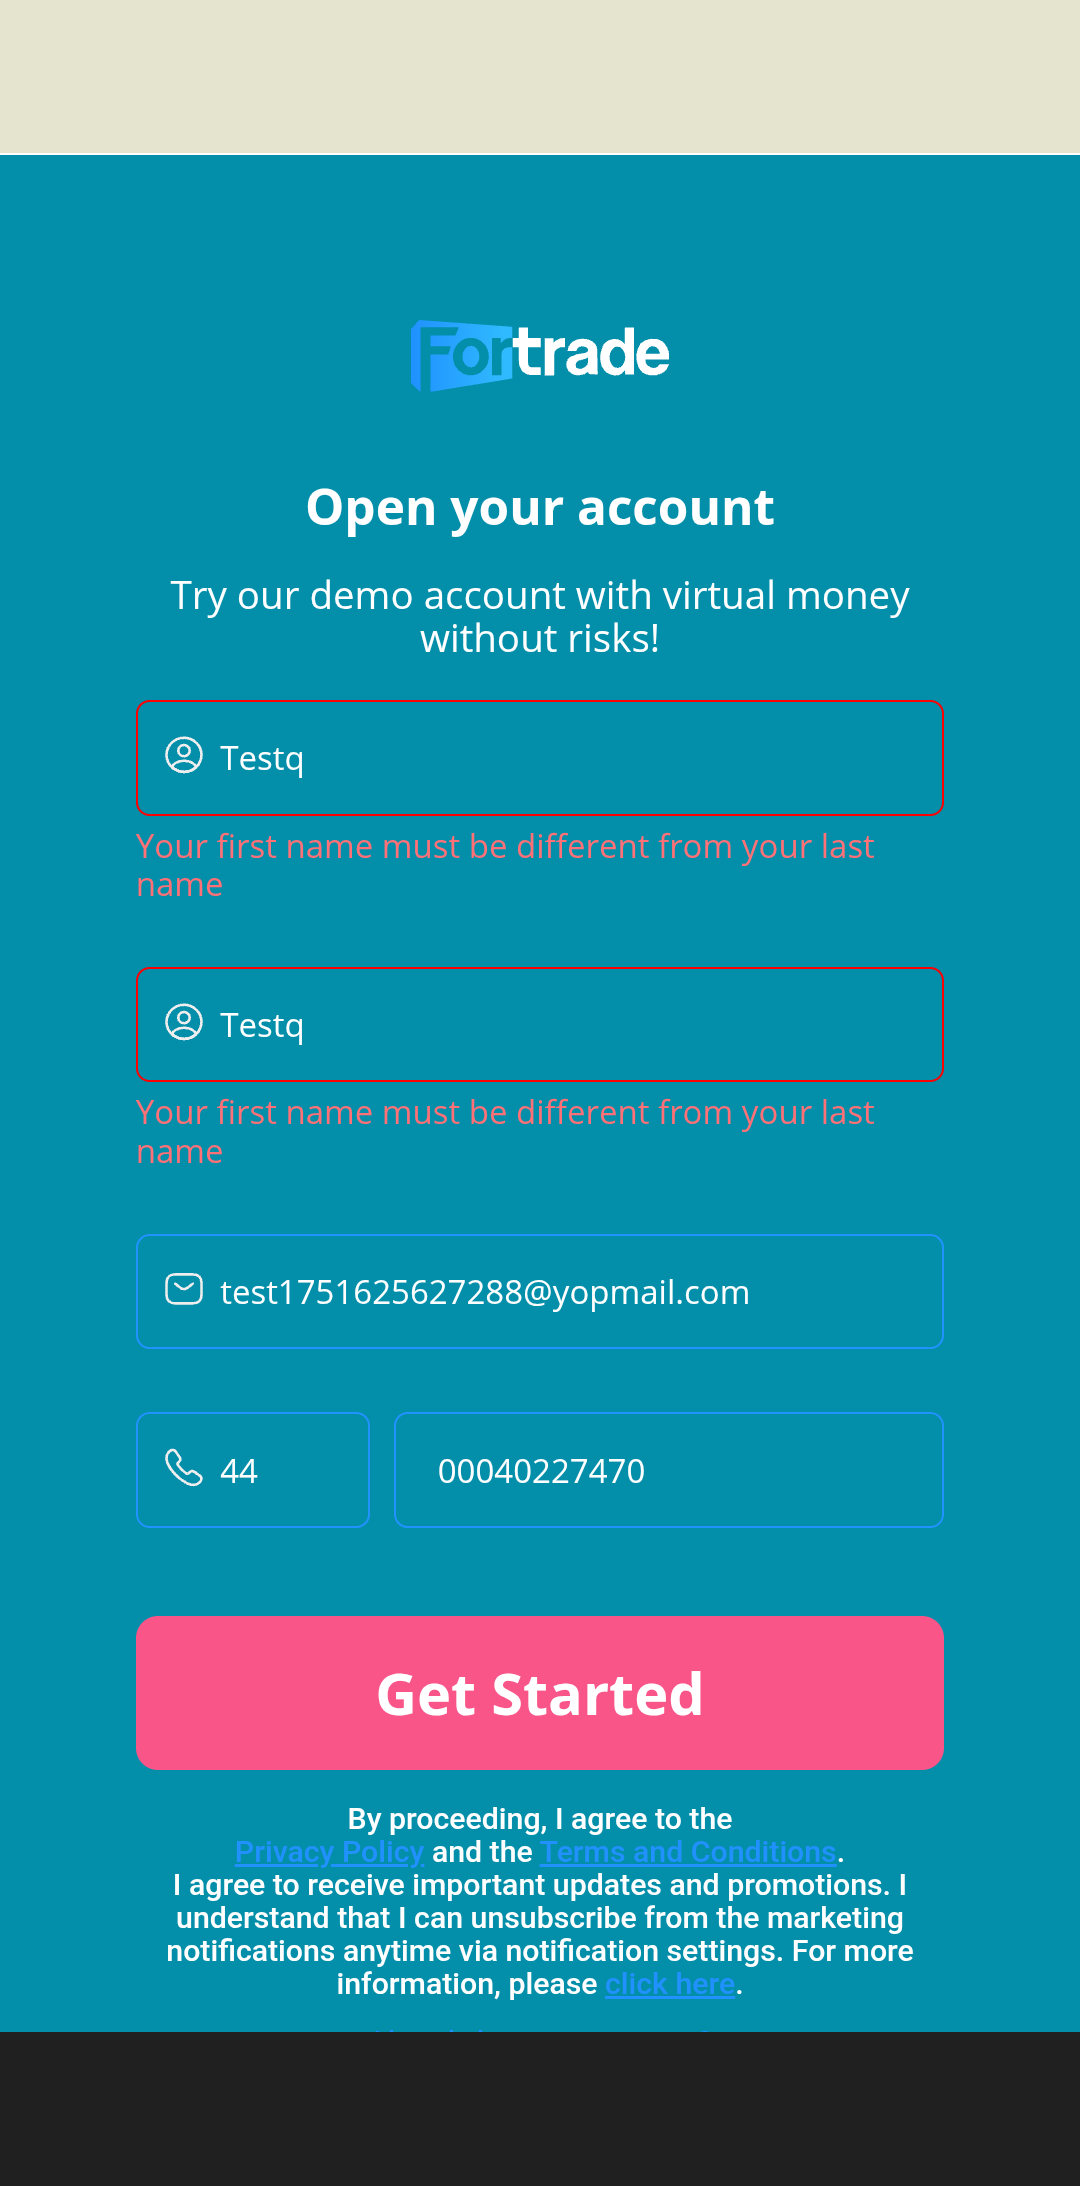 Fortrade
Open your account
Try our demo account with virtual money
without risks!
Testq
Your first name must be different from your last
name
Testq
Your first name must be different from your last
name
test1751625627288@yopmail.com
44 00040227470
Get Started
By proceeding, I agree to the
Privacy Policy and the Terms and Conditions.
I agree to receive important updates and promotions. I
understand that I can unsubscribe from the marketing
notifications anytime via notification settings. For more
information, please click here.